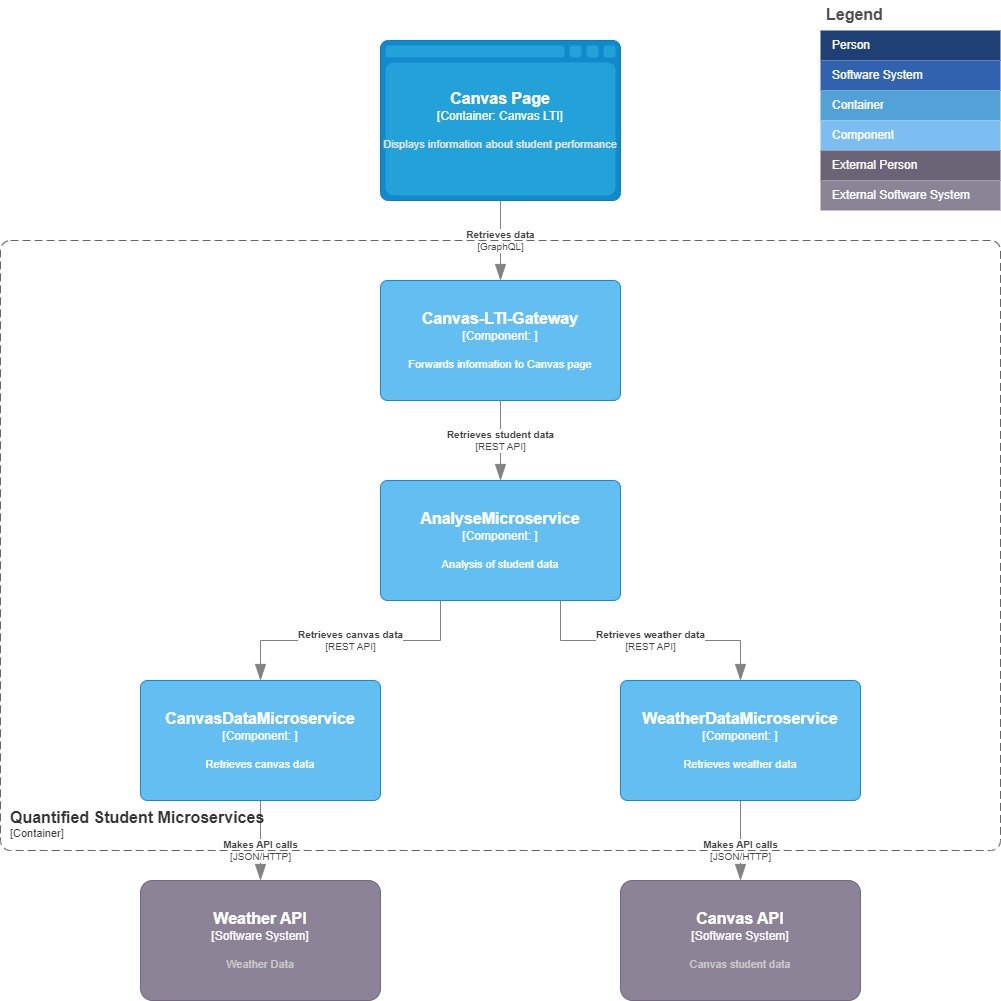 Legend
Person
Software System
Container
Component
External Person
External Software System
Canvas Page
[Container: Canvas LTI]
Displays information about student performance
Retrieves data
[GraphQL]
Canvas-LTI-Gateway
[Component: ]
Forwards information to Canvas page
Retrieves student data
[REST API]
AnalyseMicroservice
[Component: ]
Analysis of student data
Retrieves canvas data
[REST API]
Retrieves weather data
[REST API]
CanvasDataMicroservice
[Component: ]
Retrieves canvas data
WeatherDataMicroservice
[Component: ]
Retrieves weather data
Quantified Student Microservices
[Container]
Makes API calls
[JSON/HTTP]
Makes API calls
[JSON/HTTP]
Weather API
[Software System]
Weather Data
Canvas API
[Software System]
Canvas student data